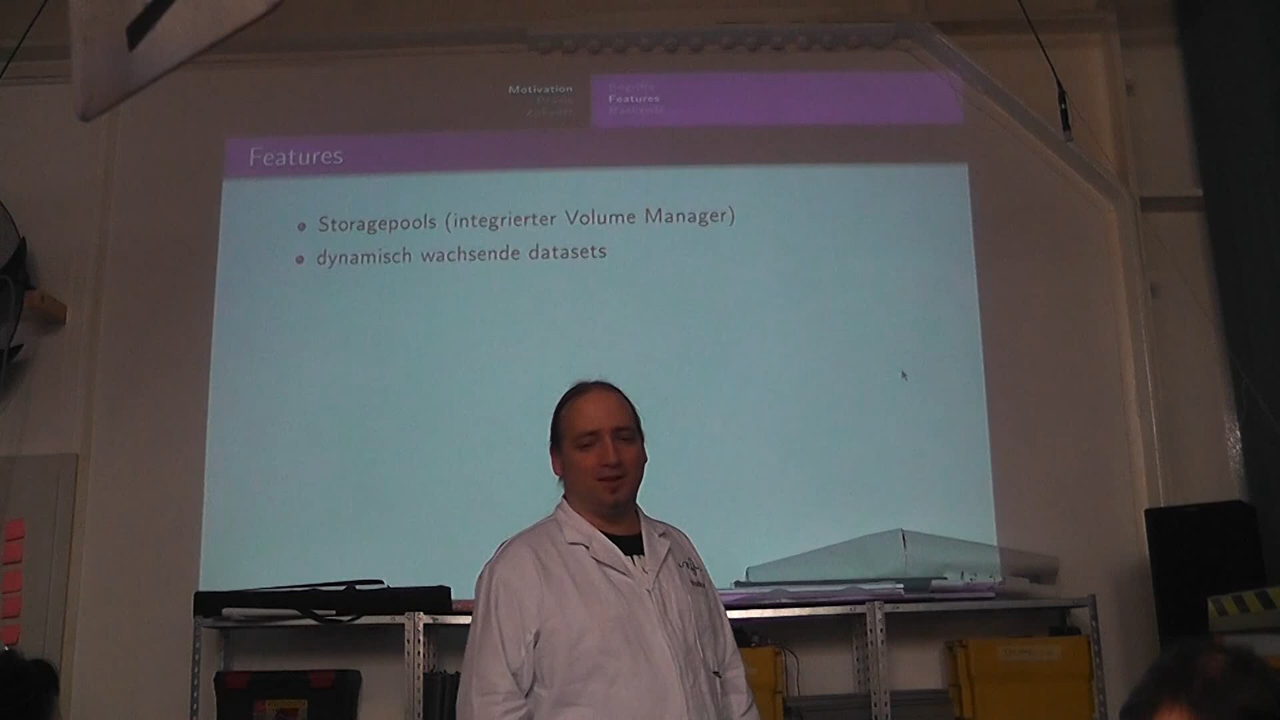 Motivation
Features
Features
Storagepools (integrierter Volume Manager)
dynamisch wachsende datasets